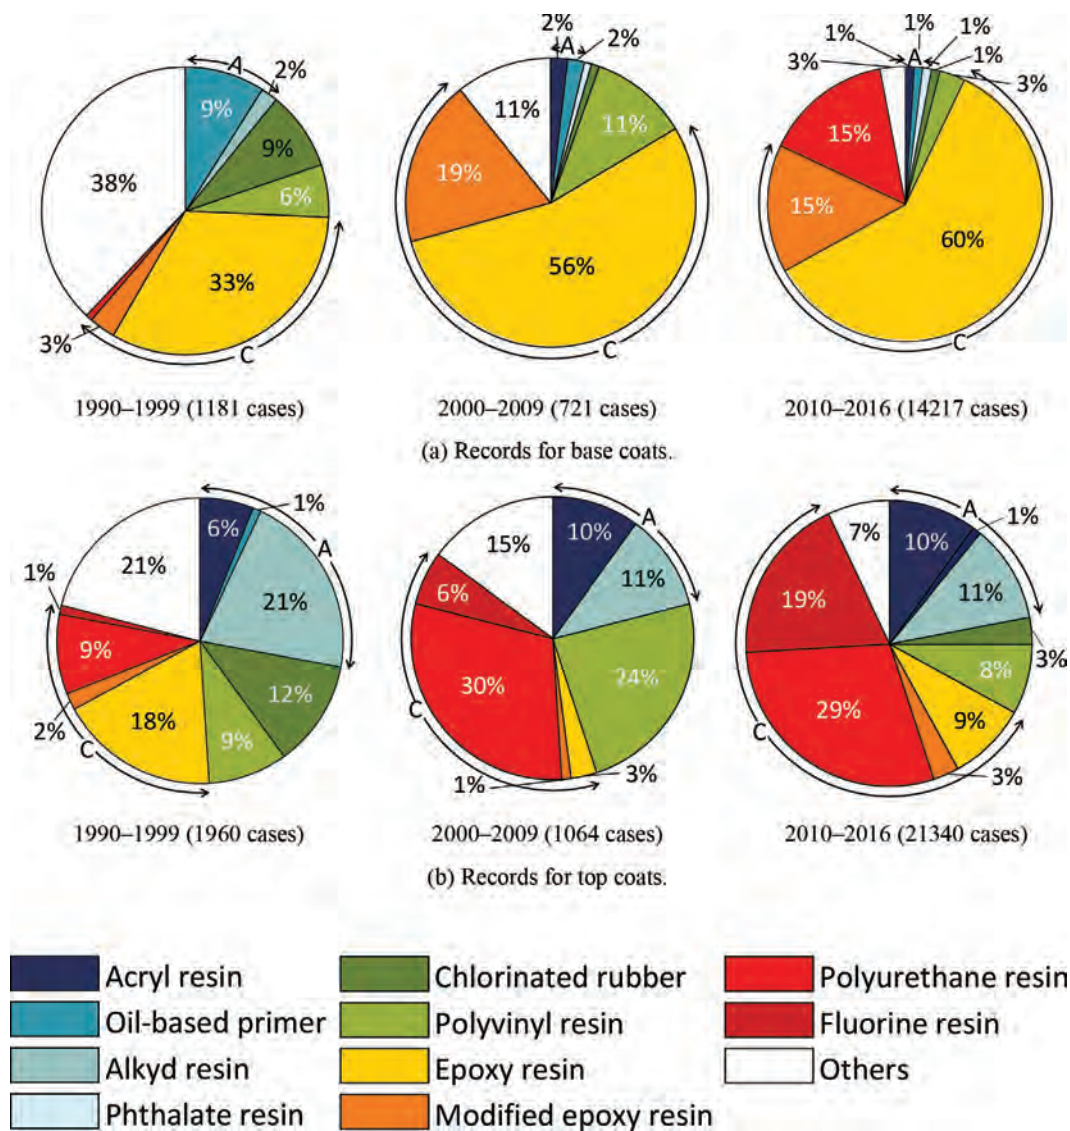 2% 1% 1% 1% 1%
A 2% A 2% 3% A 3%
9% 11% 11% 15%
9%
38% 6% 19% 15%
33% 56% 60%
3% C C C
1990–1999 (1181 cases) 2000–2009 (721 cases) 2010–2016 (14217 cases)
(a) Records for base coats.
1% A A 1%
6% A 10% 7% 10%
21% 15% 11% 11%
1% 21% 6% 19%
9% 12% 30% 24% 29% 8% 3%
2% C 18% 9% C C 9%
1% 3% 3%
1990–1999 (1960 cases) 2000–2009 (1064 cases) 2010–2016 (21340 cases)
(b) Records for top coats.
Acryl resin Chlorinated rubber Polyurethane resin
Oil-based primer Polyvinyl resin Fluorine resin
Alkyd resin Epoxy resin Others
Phthalate resin Modified epoxy resin